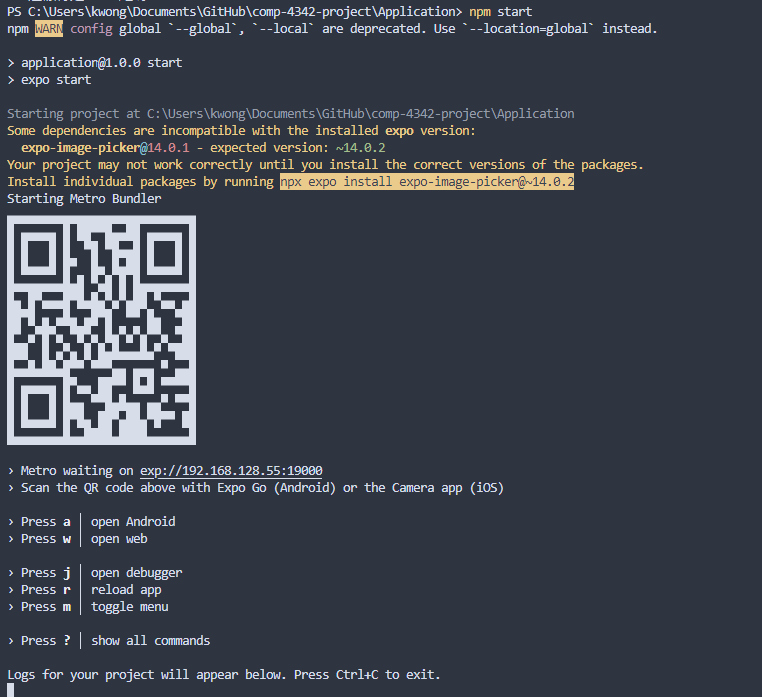 PS C:\Users\kwong\Documents\GitHub\comp-4342-project\Application> npm start
npm WARN config global `--global`, `--local` are deprecated. Use `--location=global` instead.
> application@1.0.0 start
> expo start
Starting project at C:\Users\kwong\Documents\GitHub\comp-4342-project\Application
Some dependencies are incompatible with the installed expo version:
expo-image-picker@14.0.1 - expected version: ~14.0.2
Your project may not work correctly until you install the correct versions of the packages.
Install individual packages by running npx expo install expo-image-picker@~14.0.2
Starting Metro Bundler
› Metro waiting on exp://192.168.128.55:19000
› Scan the QR code above with Expo Go (Android) or the Camera app (iOS)
› Press a │ open Android
› Press w │ open web
› Press j │ open debugger
› Press r │ reload app
› Press m │ toggle menu
› Press ? │ show all commands
Logs for your project will appear below. Press Ctrl+C to exit.